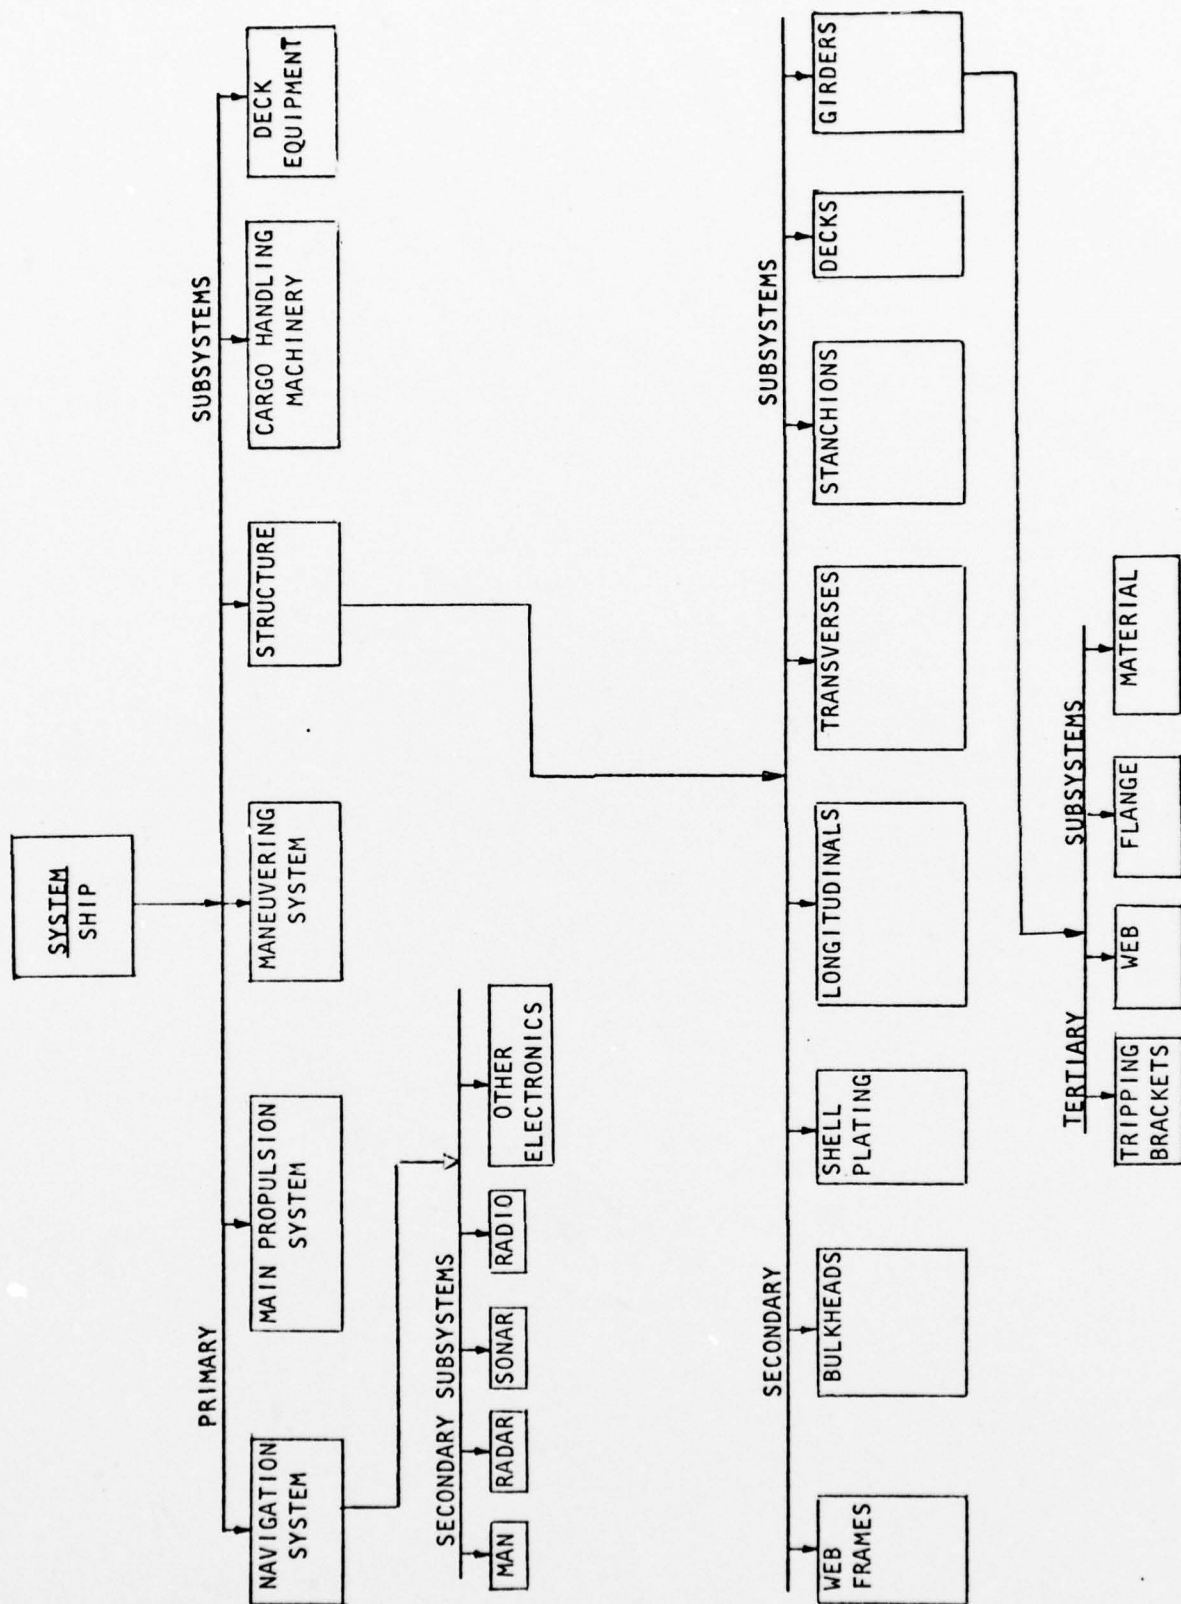 SYSTEM
SHIP
PRIMARY
SUBSYSTEMS
NAVIGATION
SYSTEM
MAIN PROPULSION
SYSTEM
MANEUVERING
SYSTEM
STRUCTURE
CARGO HANDLING
MACHINERY
DECK
EQUIPMENT
SECONDARY SUBSYSTEMS
MAN
RADAR
SONAR
RADIO
OTHER
ELECTRONICS
SECONDARY
SUBSYSTEMS
WEB
FRAMES
BULKHEADS
SHELL
PLATING
LONGITUDINALS
TRANSVERSES
STANCHIONS
DECKS
GIRDERS
TERTIARY
SUBSYSTEMS
TRIPPING
BRACKETS
WEB
FLANGE
MATERIAL